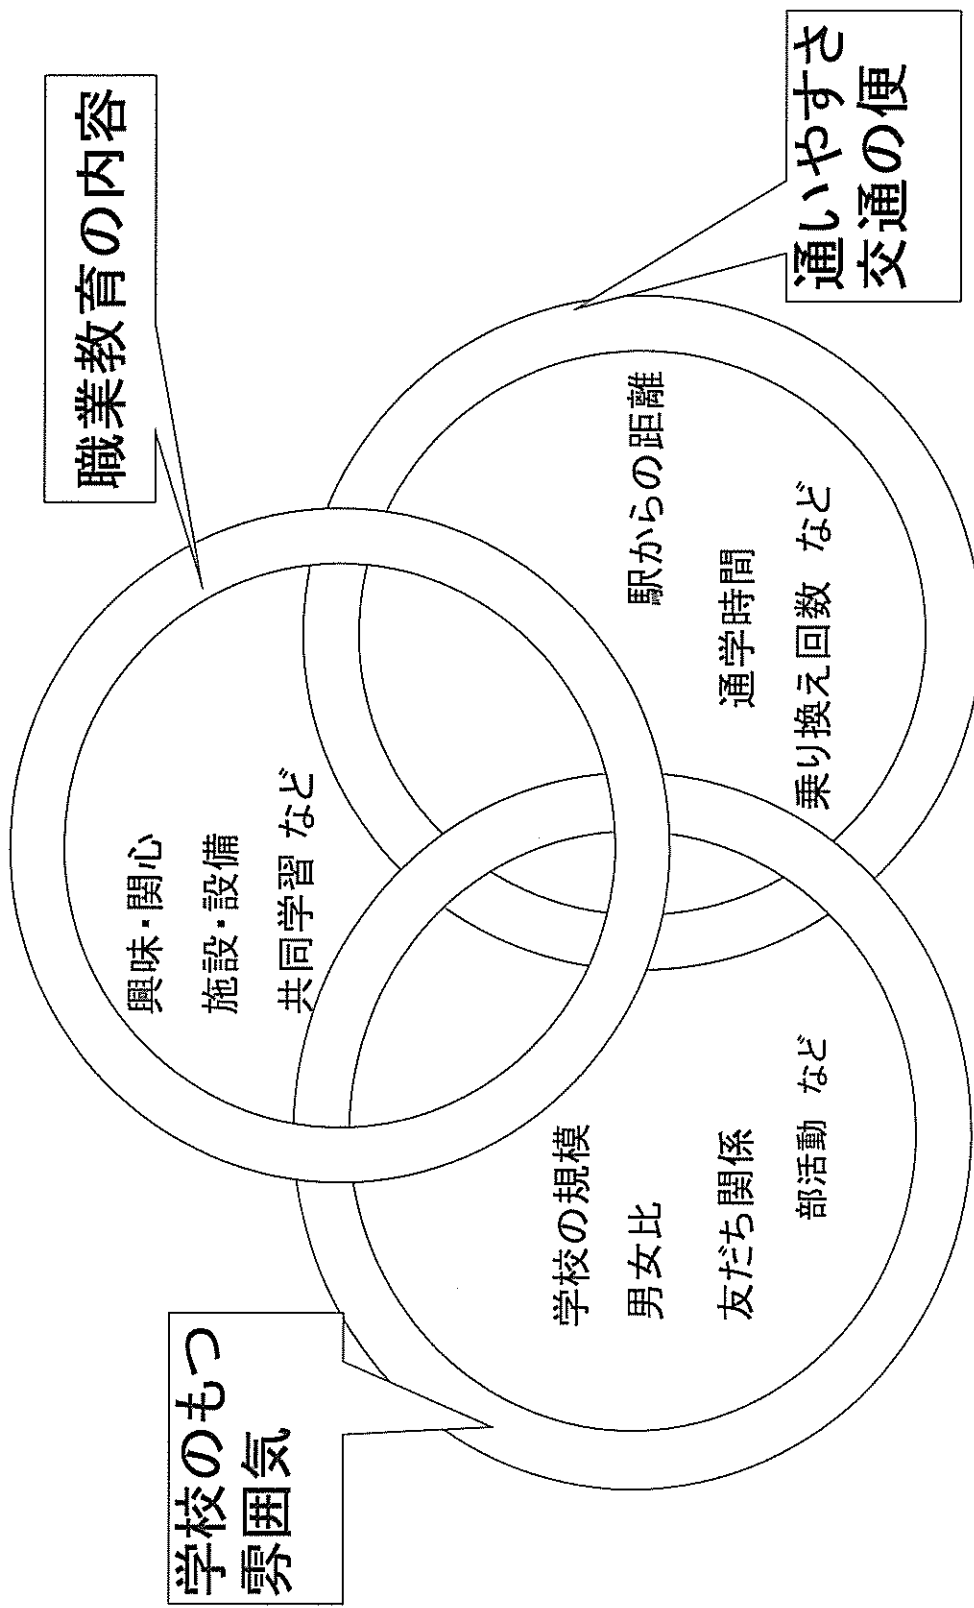 職業教育の内容
興味・関心
施設・設備
共同学習 など
学校のもつ
雰囲気
学校の規模
男女比
友だち関係
部活動 など
通いやすさ
交通の便
駅からの距離
通学時間
乗り換え回数 など